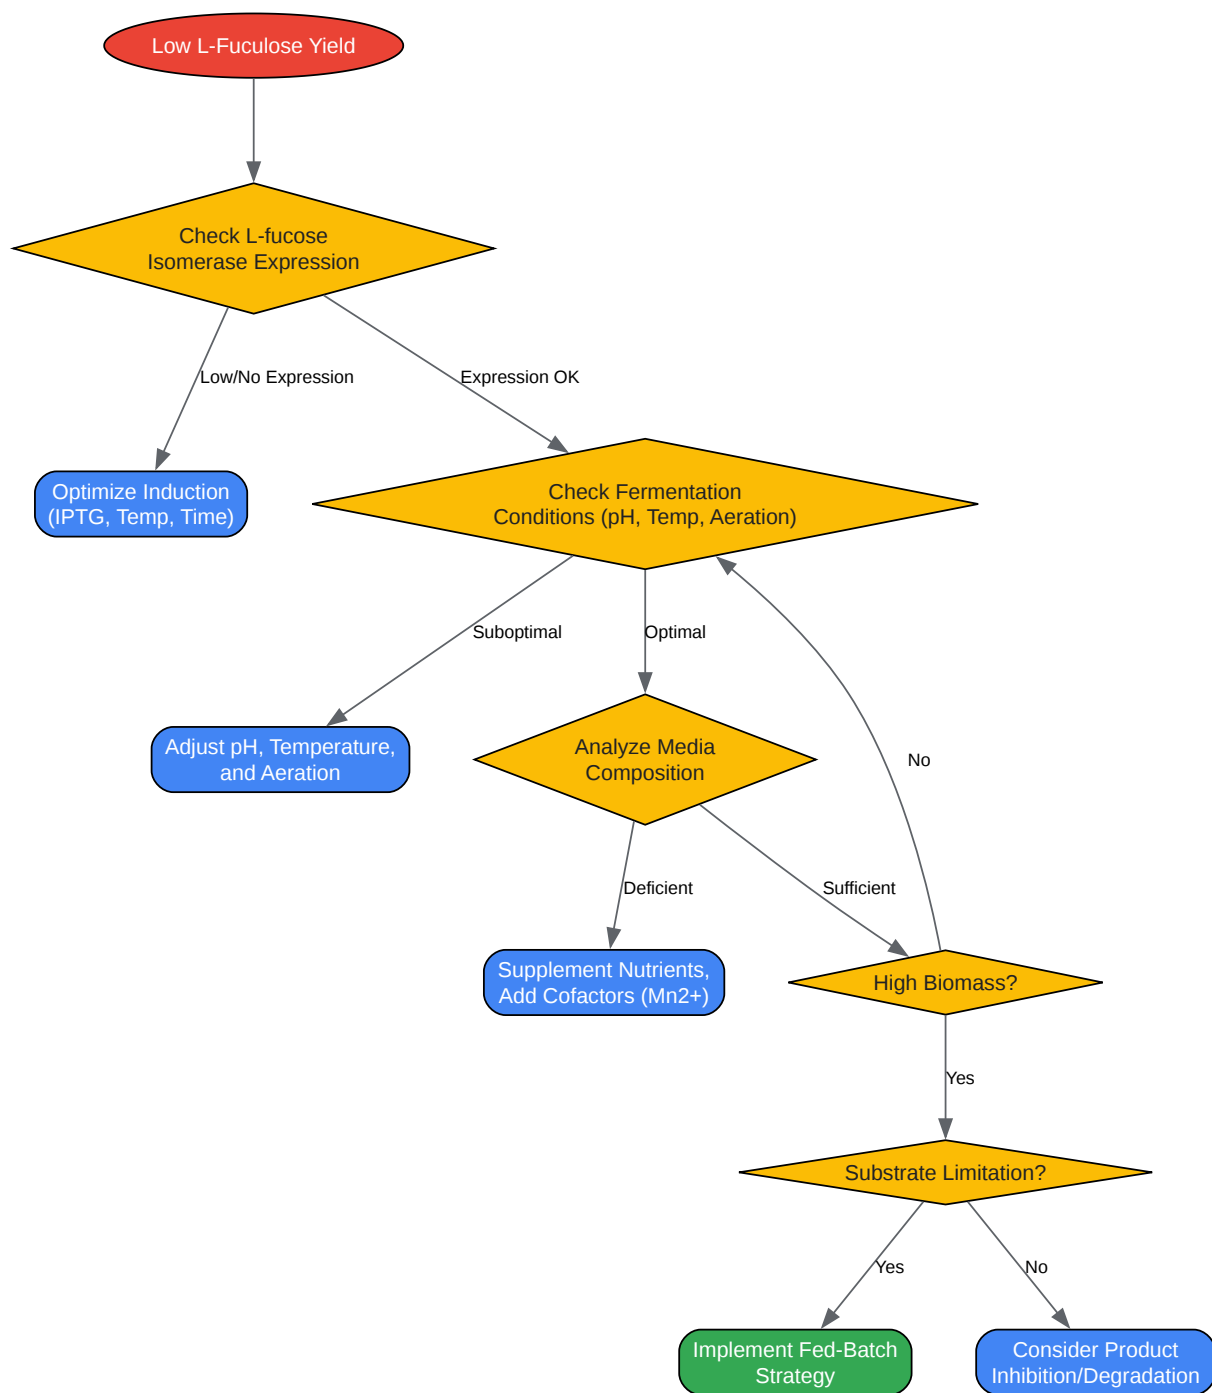 Low L-Fuculose Yield
Check L-fucose
Isomerase Expression
Low/No Expression
Expression OK
Optimize Induction
(IPTG, Temp, Time)
Check Fermentation
Conditions (pH, Temp, Aeration)
Suboptimal
Optimal
Adjust pH, Temperature,
and Aeration
Analyze Media
Composition
No
Deficient
Sufficient
Supplement Nutrients,
Add Cofactors (Mn2+)
High Biomass?
Yes
Substrate Limitation?
Yes
No
Implement Fed-Batch
Strategy
Consider Product
Inhibition/Degradation